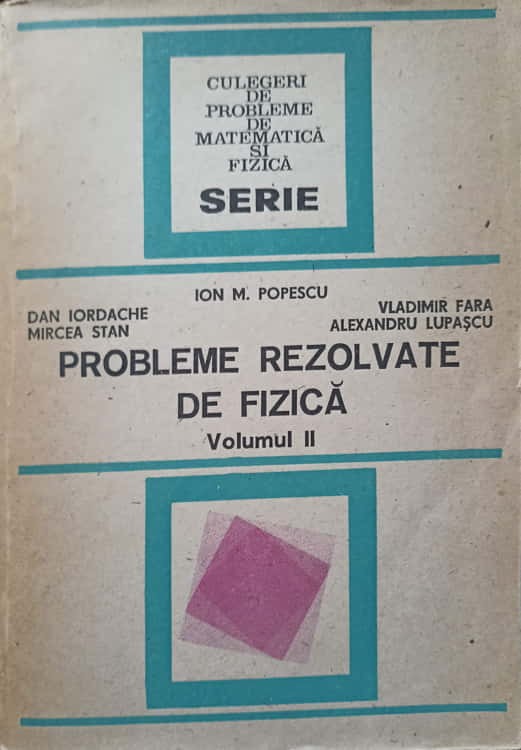 CULEGERI
DE
PROBLEME
DE
MATEMATICĂ
SI
FIZICĂ
SERIE
ION M. POPESCU
DAN IORDACHE
MIRCEA STAN
VLADIMIR FARA
ALEXANDRU LUPAŞCU
PROBLEME REZOLVATE
DE FIZICĂ
Volumul II